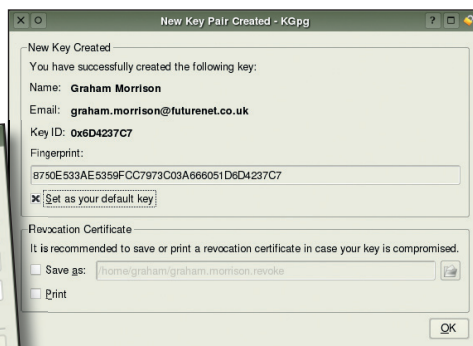 New Key Pair Created - KGpg
New Key Created
You have successfully created the following key:
Name: Graham Morrison
Email: graham.morrison@futurenet.co.uk
Key ID: 0x6D4237C7
Fingerprint:
8750E533AE5359FCC7973C03A666051D6D4237C7
Set as your default key
Revocation Certificate
It is recommended to save or print a revocation certificate in case your key is compromised.
Save as: /home/graham/graham.morrison.revoke
Print
OK